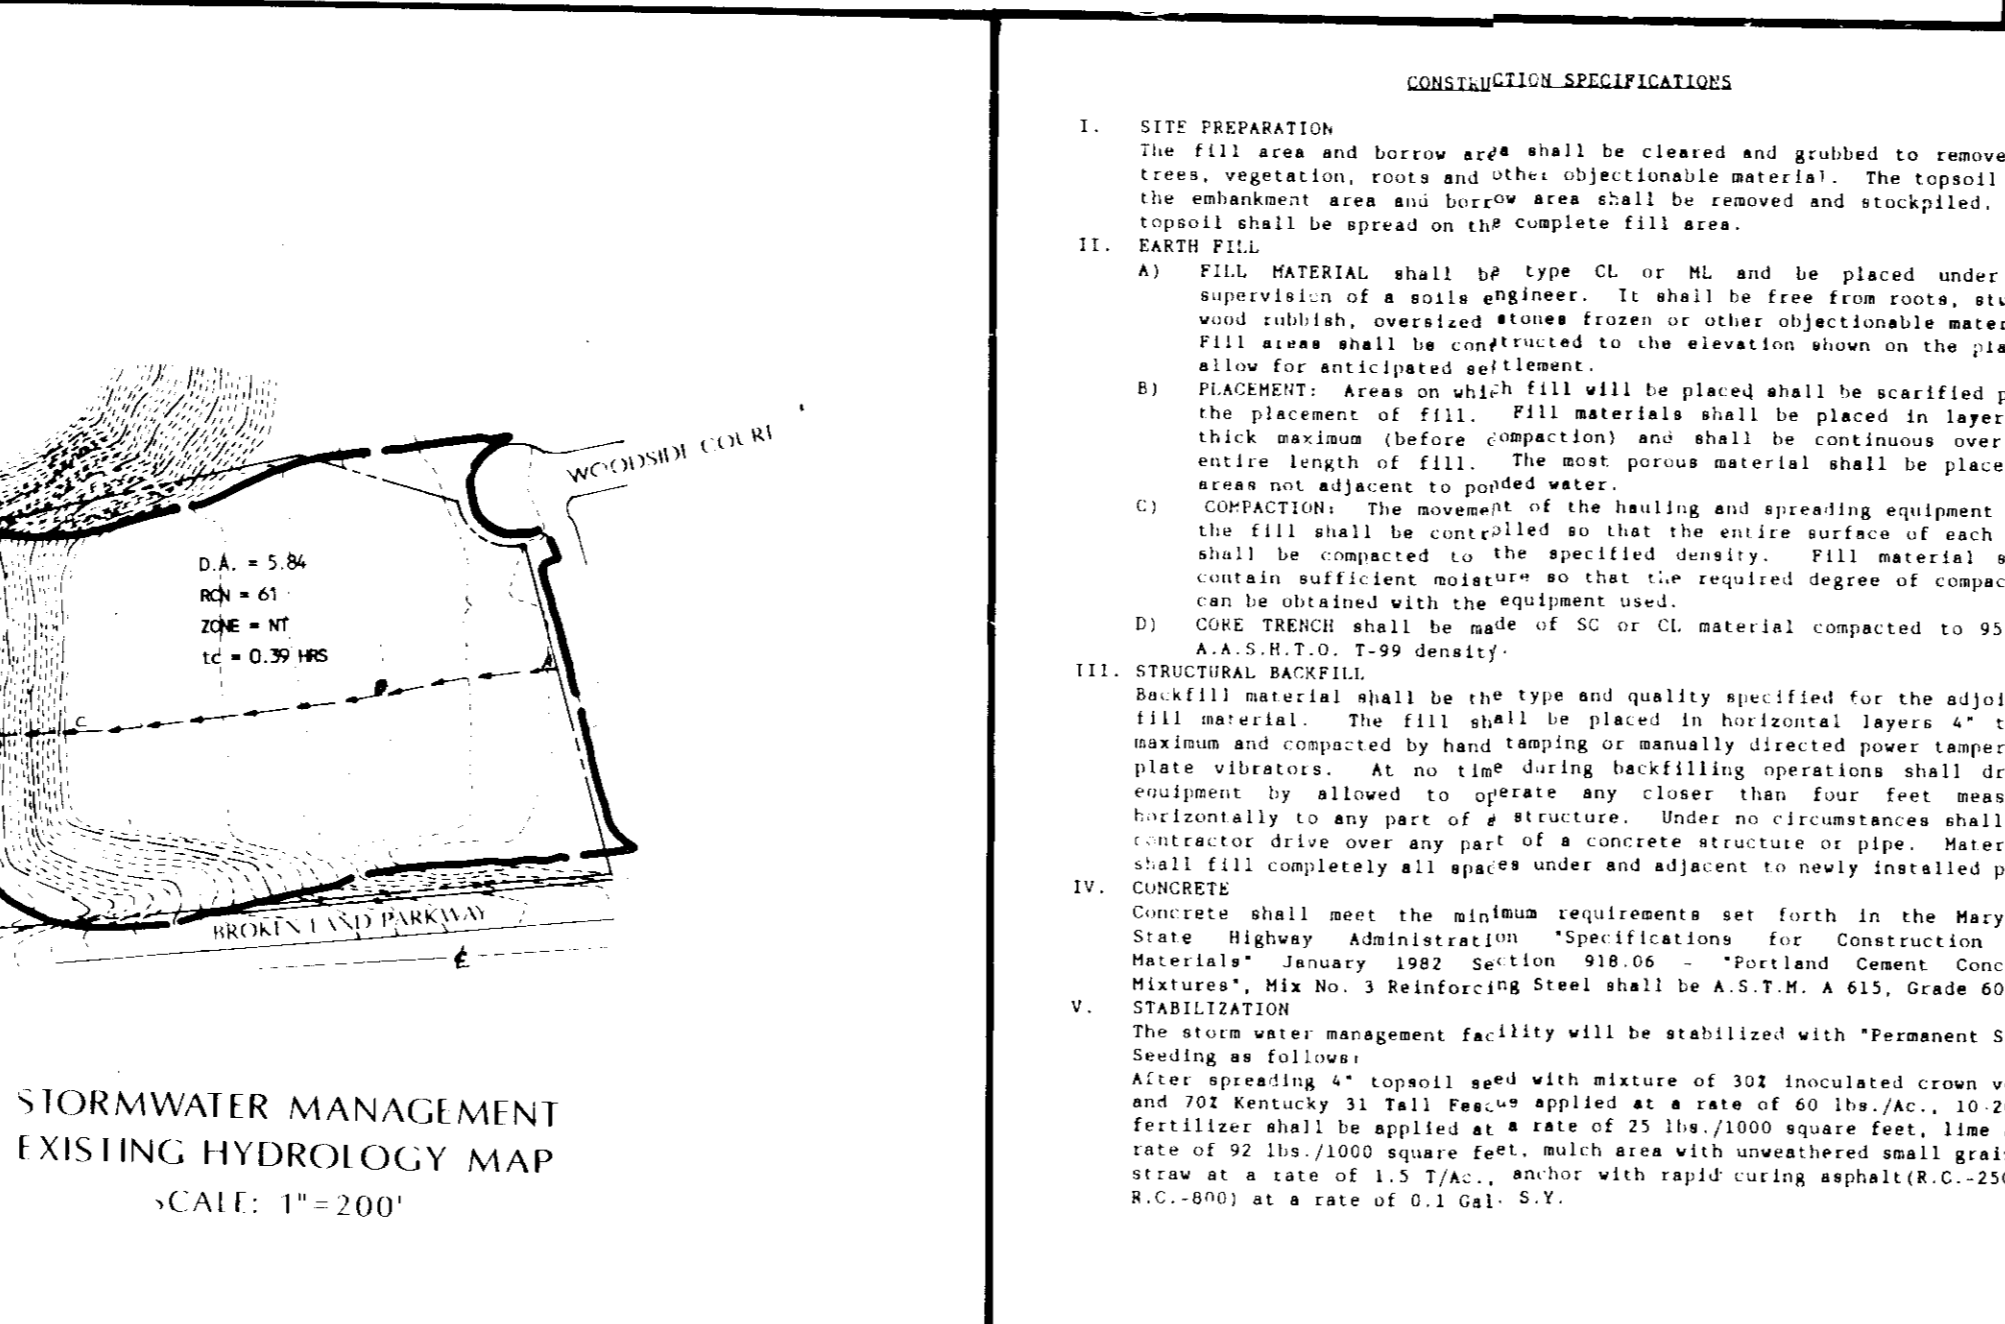 WOODSIDE COURT
D.A. = 5.84
RCN = 61
ZONE = NT
tc = 0.39 HRS
A
B
C
BROKEN LAND PARKWAY
STORMWATER MANAGEMENT
EXISTING HYDROLOGY MAP
SCALE: 1"=200'
CONSTRUCTION SPECIFICATIONS
I. SITE PREPARATION
The fill area and borrow area shall be cleared and grubbed to remove
trees, vegetation, roots and other objectionable material. The topsoil
the embankment area and borrow area shall be removed and stockpiled.
topsoil shall be spread on the complete fill area.
II. EARTH FILL
A) FILL MATERIAL shall be type CL or ML and be placed under
supervision of a soils engineer. It shall be free from roots,
wood rubbish, oversized stones frozen or other objectionable
Fill areas shall be constructed to the elevation shown on the
allow for anticipated settlement.
B) PLACEMENT: Areas on which fill will be placed shall be scarified
the placement of fill. Fill materials shall be placed in layer
thick maximum (before compaction) and shall be continuous over
entire length of fill. The most porous material shall be place
areas not adjacent to ponded water.
C) COMPACTION: The movement of the hauling and spreading equipment
the fill shall be controlled so that the entire surface of each
shall be compacted to the specified density. Fill material s
contain sufficient moisture so that the required degree of compac
can be obtained with the equipment used.
D) CORE TRENCH shall be made of SC or CL material compacted to 95
A.A.S.H.T.O. T-99 density.
III. STRUCTURAL BACKFILL
Backfill material shall be the type and quality specified for the adjoi
fill material. The fill shall be placed in horizontal layers 4" t
maximum and compacted by hand tamping or manually directed power tamper
plate vibrators. At no time during backfilling operations shall dr
equipment by allowed to operate any closer than four feet meas
horizontally to any part of a structure. Under no circumstances shall
contractor drive over any part of a concrete structure or pipe. Mater
shall fill completely all spaces under and adjacent to newly installed p
IV. CONCRETE
Concrete shall meet the minimum requirements set forth in the Mary
State Highway Administration "Specifications for Construction
Materials" January 1982 Section 918.06 - "Portland Cement Conc
Mixtures", Mix No. 3 Reinforcing Steel shall be A.S.T.M. A 615, Grade 60
V. STABILIZATION
The storm water management facility will be stabilized with "Permanent S
Seeding as follows:
After spreading 4" topsoil seed with mixture of 30% inoculated crown v
and 70% Kentucky 31 Tall Fescue applied at a rate of 60 lbs./Ac., 10-2
fertilizer shall be applied at a rate of 25 lbs./1000 square feet, lime
rate of 92 lbs./1000 square feet, mulch area with unweathered small grai
straw at a rate of 1.5 T/Ac., anchor with rapid curing asphalt(R.C.-250
R.C.-800) at a rate of 0.1 Gal. S.Y.